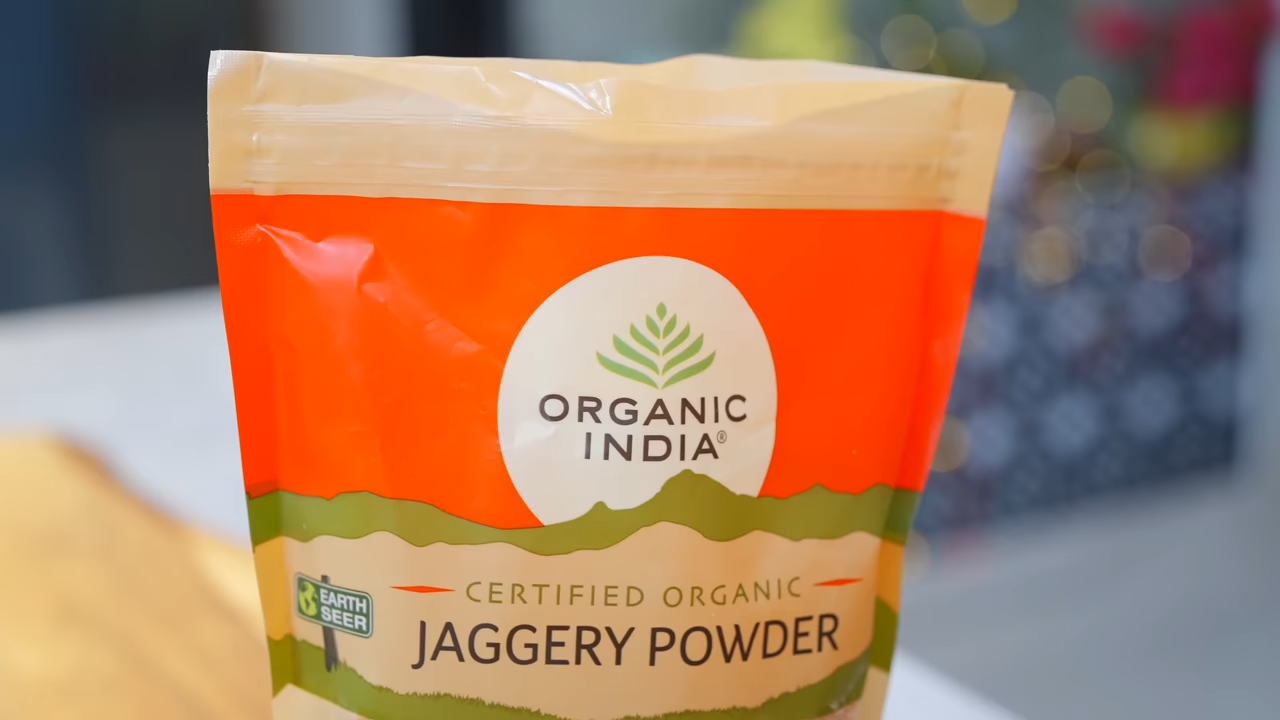 ORGANIC
INDIA®
CERTIFIED ORGANIC
EARTH
SEER
JAGGERY POWDER